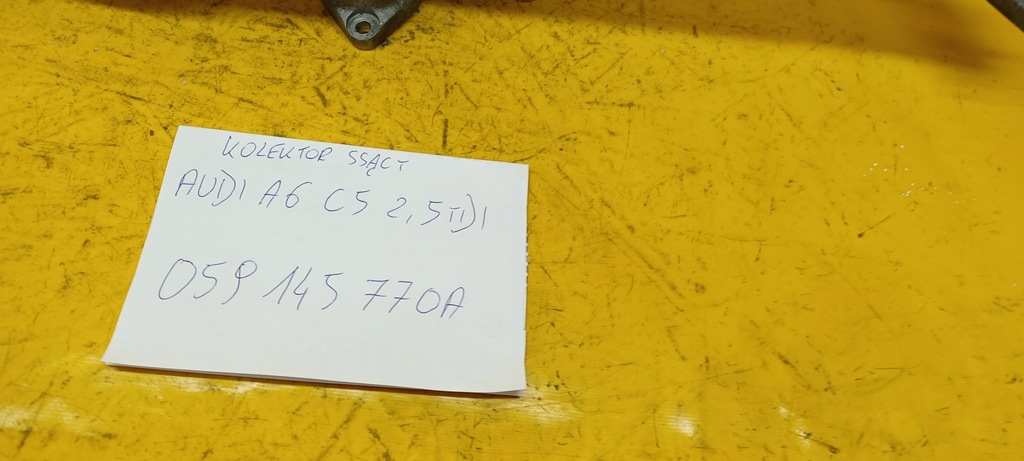 KOLEKTOR SSĄCY
AUDI A6 C5 2,5TDI
059 145 770A